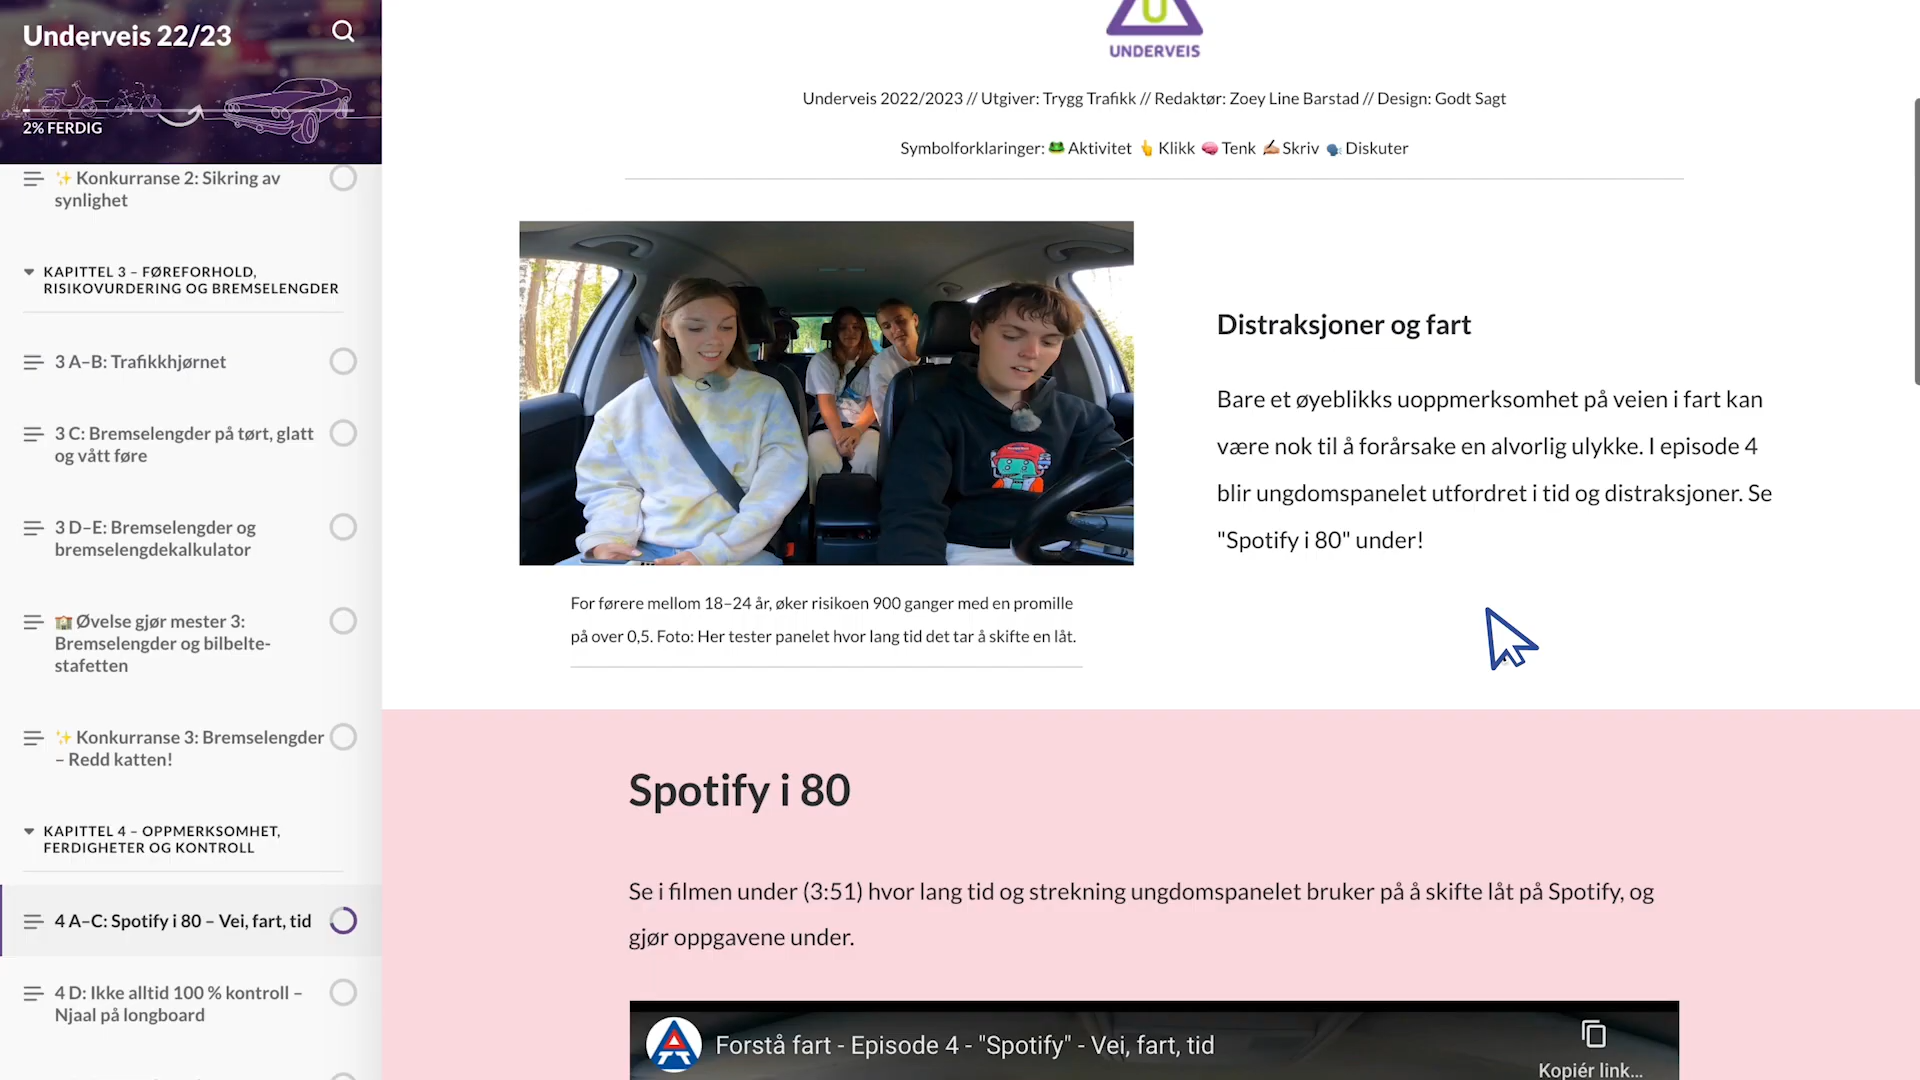 Underveis 22/23
2% FERDIG
✨ Konkurranse 2: Sikring av
synlighet
KAPITTEL 3 – FØREFORHOLD,
RISIKOVURDERING OG BREMSELENGDER
3 A–B: Trafikkhjørnet
3 C: Bremselengder på tørt, glatt
og vått føre
3 D–E: Bremselengder og
bremselengdekalkulator
🏫 Øvelse gjør mester 3:
Bremselengder og bilbelte-
stafetten
✨ Konkurranse 3: Bremselengder
– Redd katten!
KAPITTEL 4 – OPPMERKSOMHET,
FERDIGHETER OG KONTROLL
4 A–C: Spotify i 80 – Vei, fart, tid
4 D: Ikke alltid 100 % kontroll –
Njaal på longboard
U
UNDERVEIS
Underveis 2022/2023 // Utgiver: Trygg Trafikk // Redaktør: Zoey Line Barstad // Design: Godt Sagt
Symbolforklaringer: 🐸 Aktivitet 👆 Klikk 🧠 Tenk ✍🏼 Skriv 🗣 Diskuter
Distraksjoner og fart
Bare et øyeblikks uoppmerksomhet på veien i fart kan
være nok til å forårsake en alvorlig ulykke. I episode 4
blir ungdomspanelet utfordret i tid og distraksjoner. Se
"Spotify i 80" under!
For førere mellom 18–24 år, øker risikoen 900 ganger med en promille
på over 0,5. Foto: Her tester panelet hvor lang tid det tar å skifte en låt.
Spotify i 80
Se i filmen under (3:51) hvor lang tid og strekning ungdomspanelet bruker på å skifte låt på Spotify, og
gjør oppgavene under.
Forstå fart - Episode 4 - "Spotify" - Vei, fart, tid
Kopiér link...